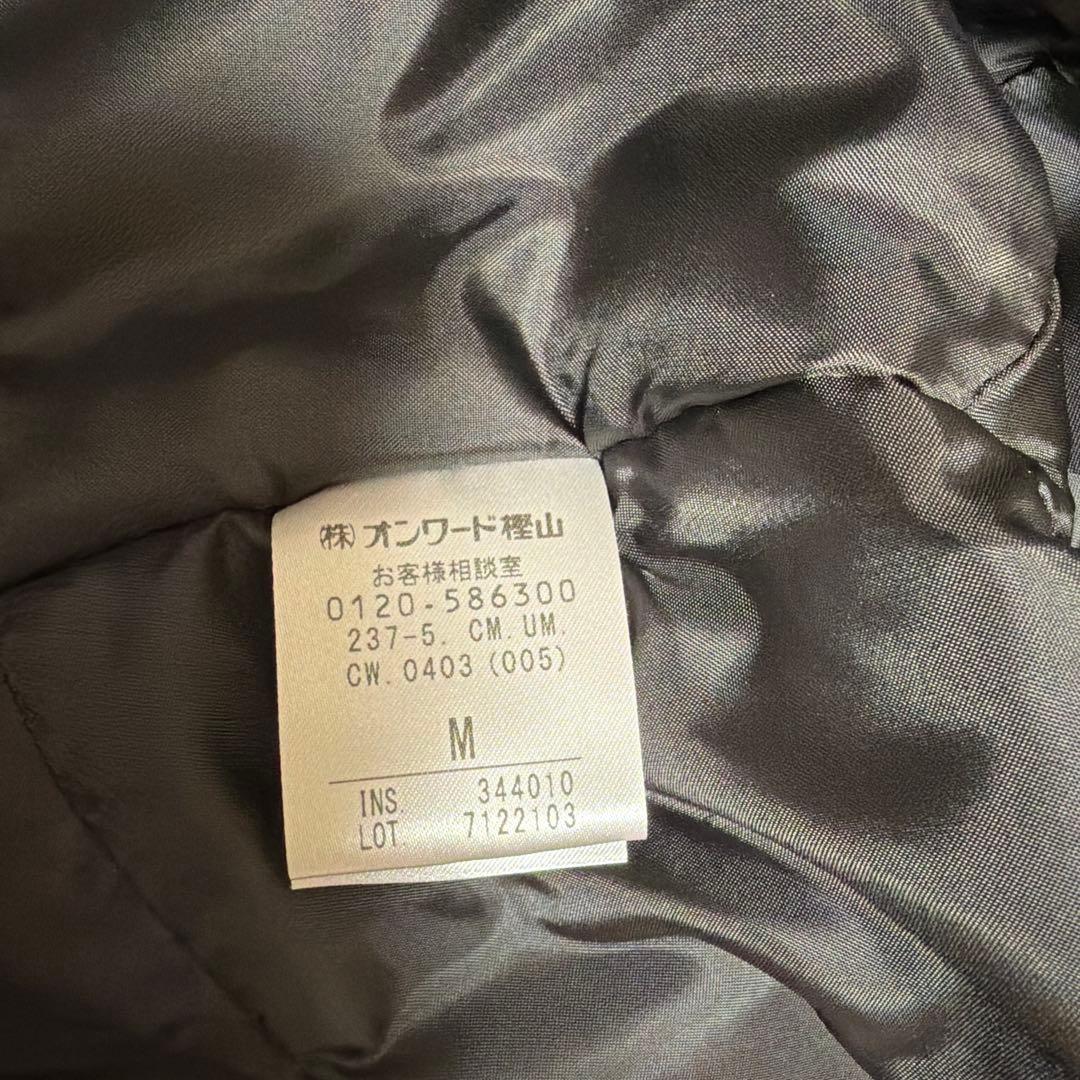 (株)オンワード樫山
お客様相談室
0120-586300
237-5. CM. UM.
CW. 0403 (005)
M
INS 344010
LOT 7122103